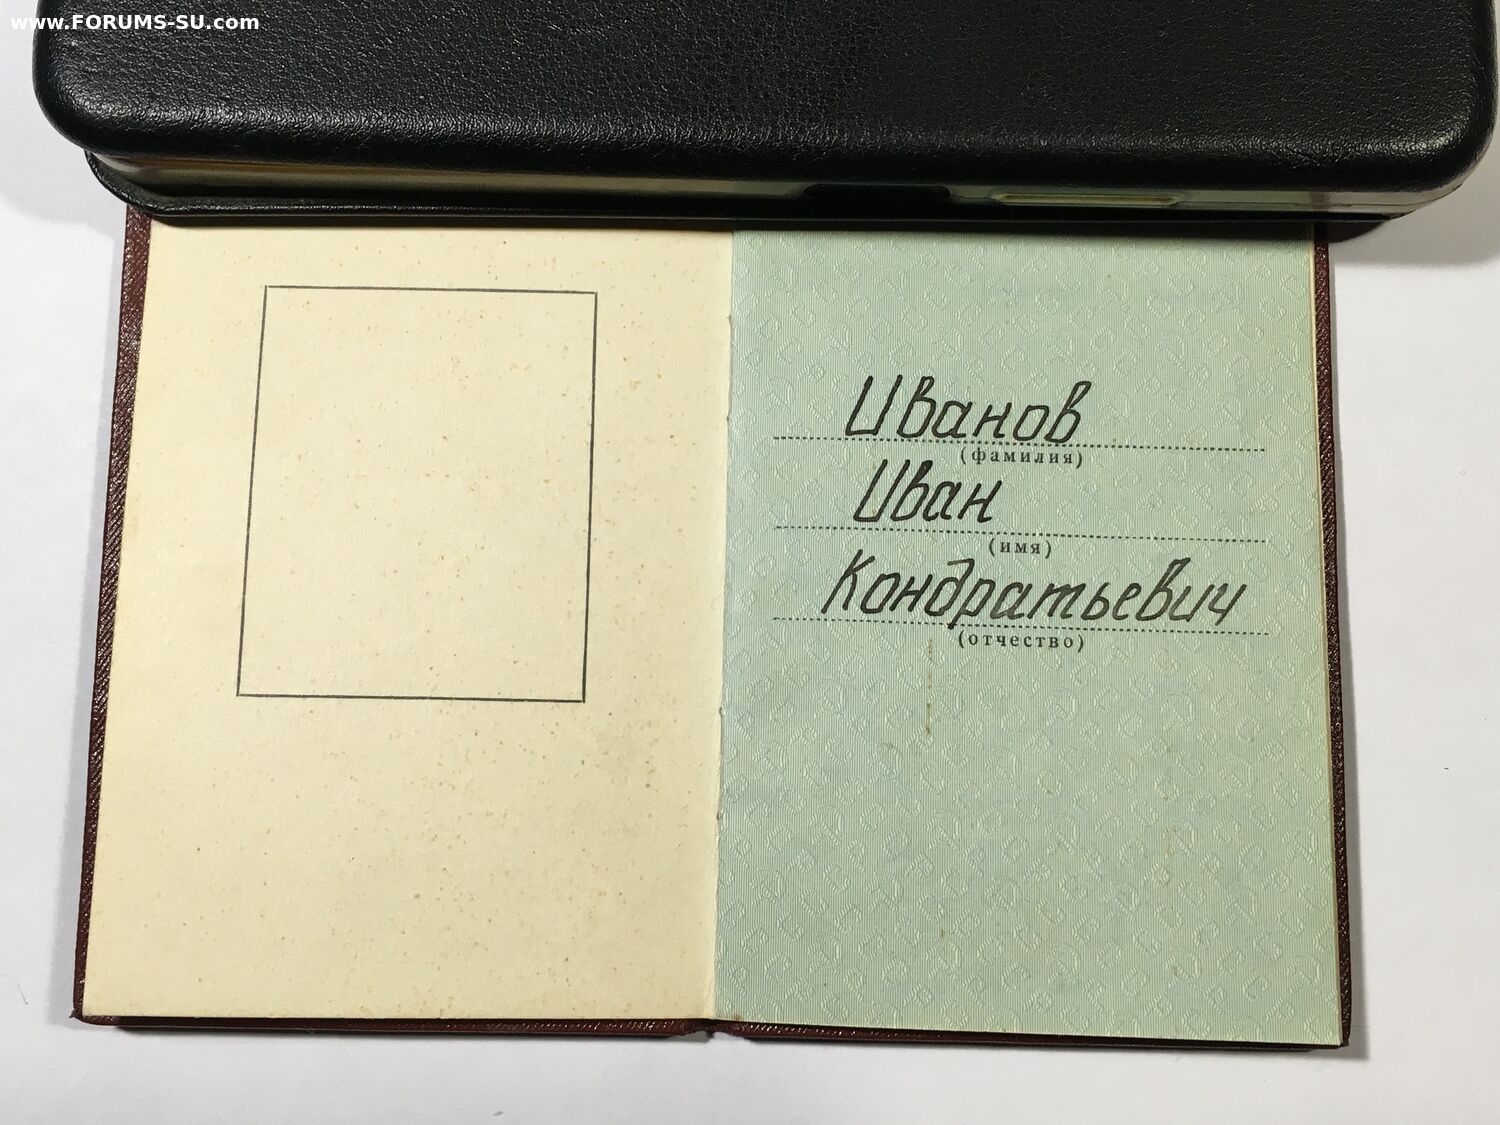 www.FORUMS-SU.com
Иванов
(фамилия)
Иван
(имя)
Кондратьевич
(отчество)